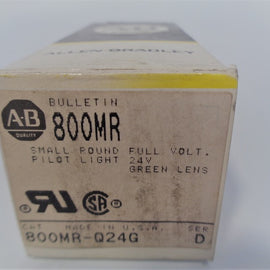 ALLEN-BRADLEY
BULLETIN
A-B
QUALITY
800MR
SMALL ROUND FULL VOLT.
PILOT LIGHT 24V
GREEN LENS
CAT. MADE IN U.S.A. SER
800MR-Q24G D